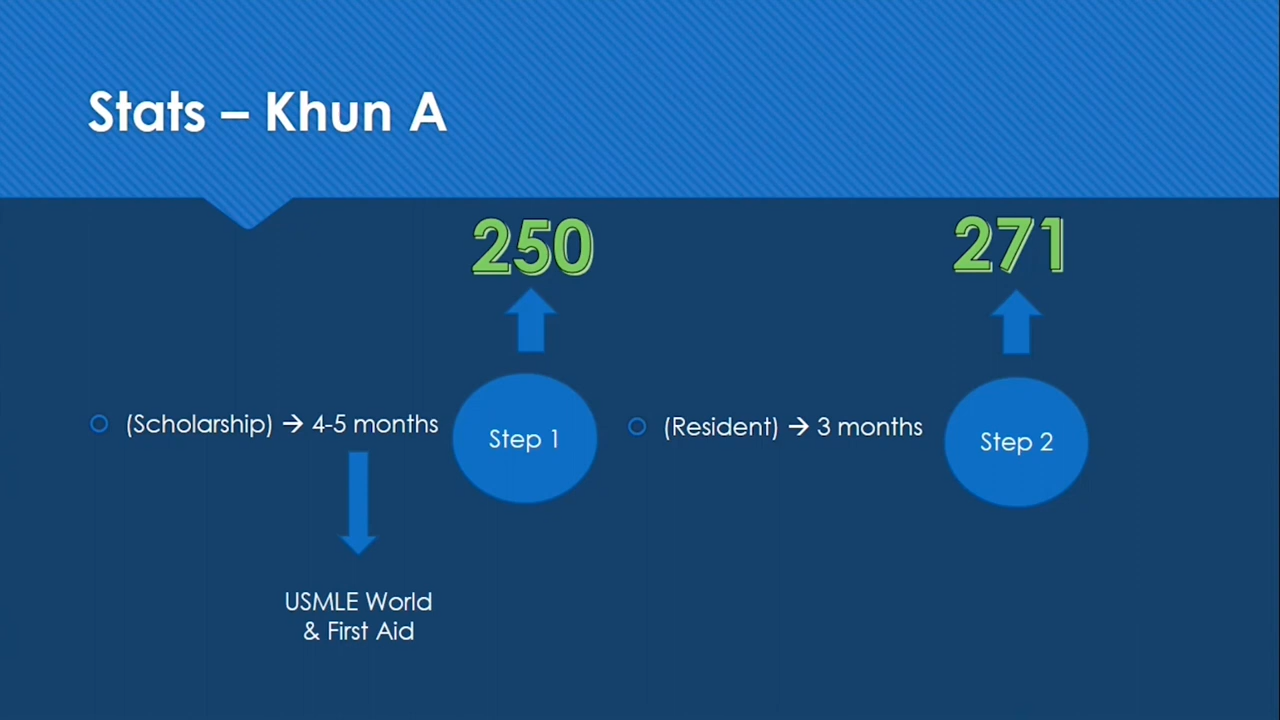 Stats – Khun A
250
271
(Scholarship) → 4-5 months
Step 1
(Resident) → 3 months
Step 2
USMLE World
& First Aid